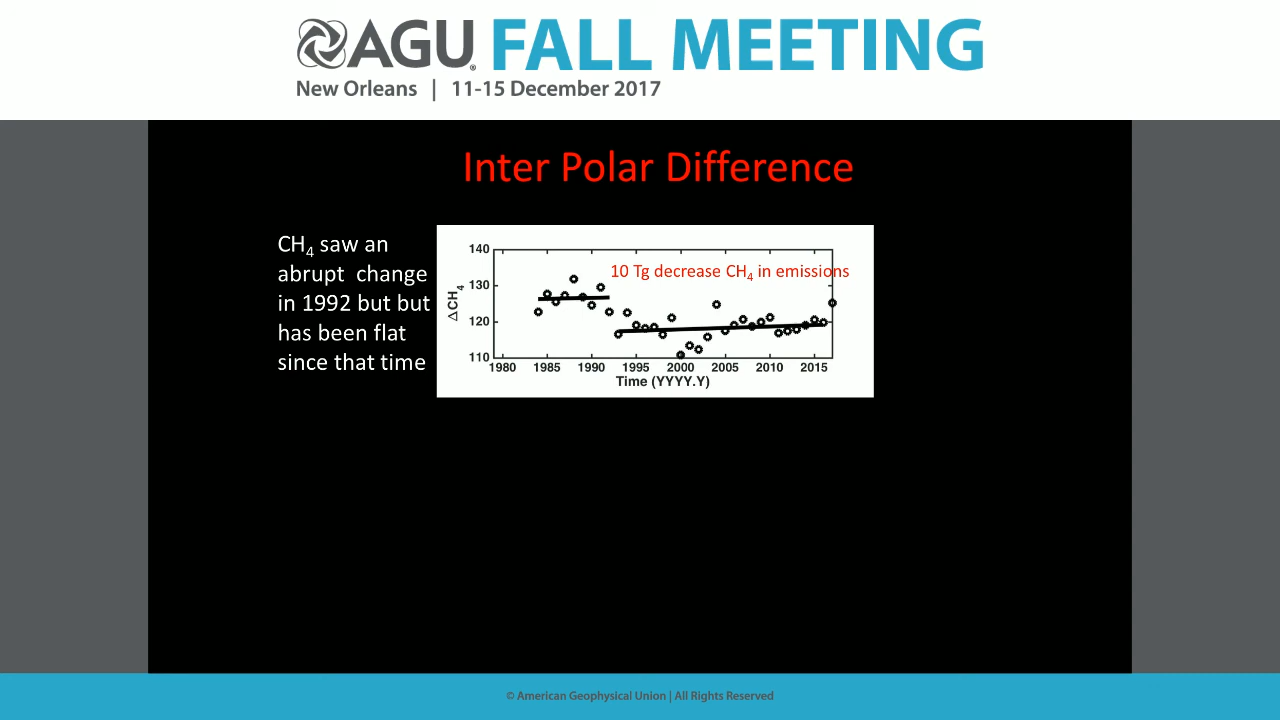 AGU FALL MEETING
New Orleans | 11-15 December 2017
Inter Polar Difference
CH₄ saw an
abrupt change
in 1992 but but
has been flat
since that time
10 Tg decrease CH₄ in emissions
ΔCH₄
140
130
120
110
1980 1985 1990 1995 2000 2005 2010 2015
Time (YYYY.Y)
© American Geophysical Union | All Rights Reserved